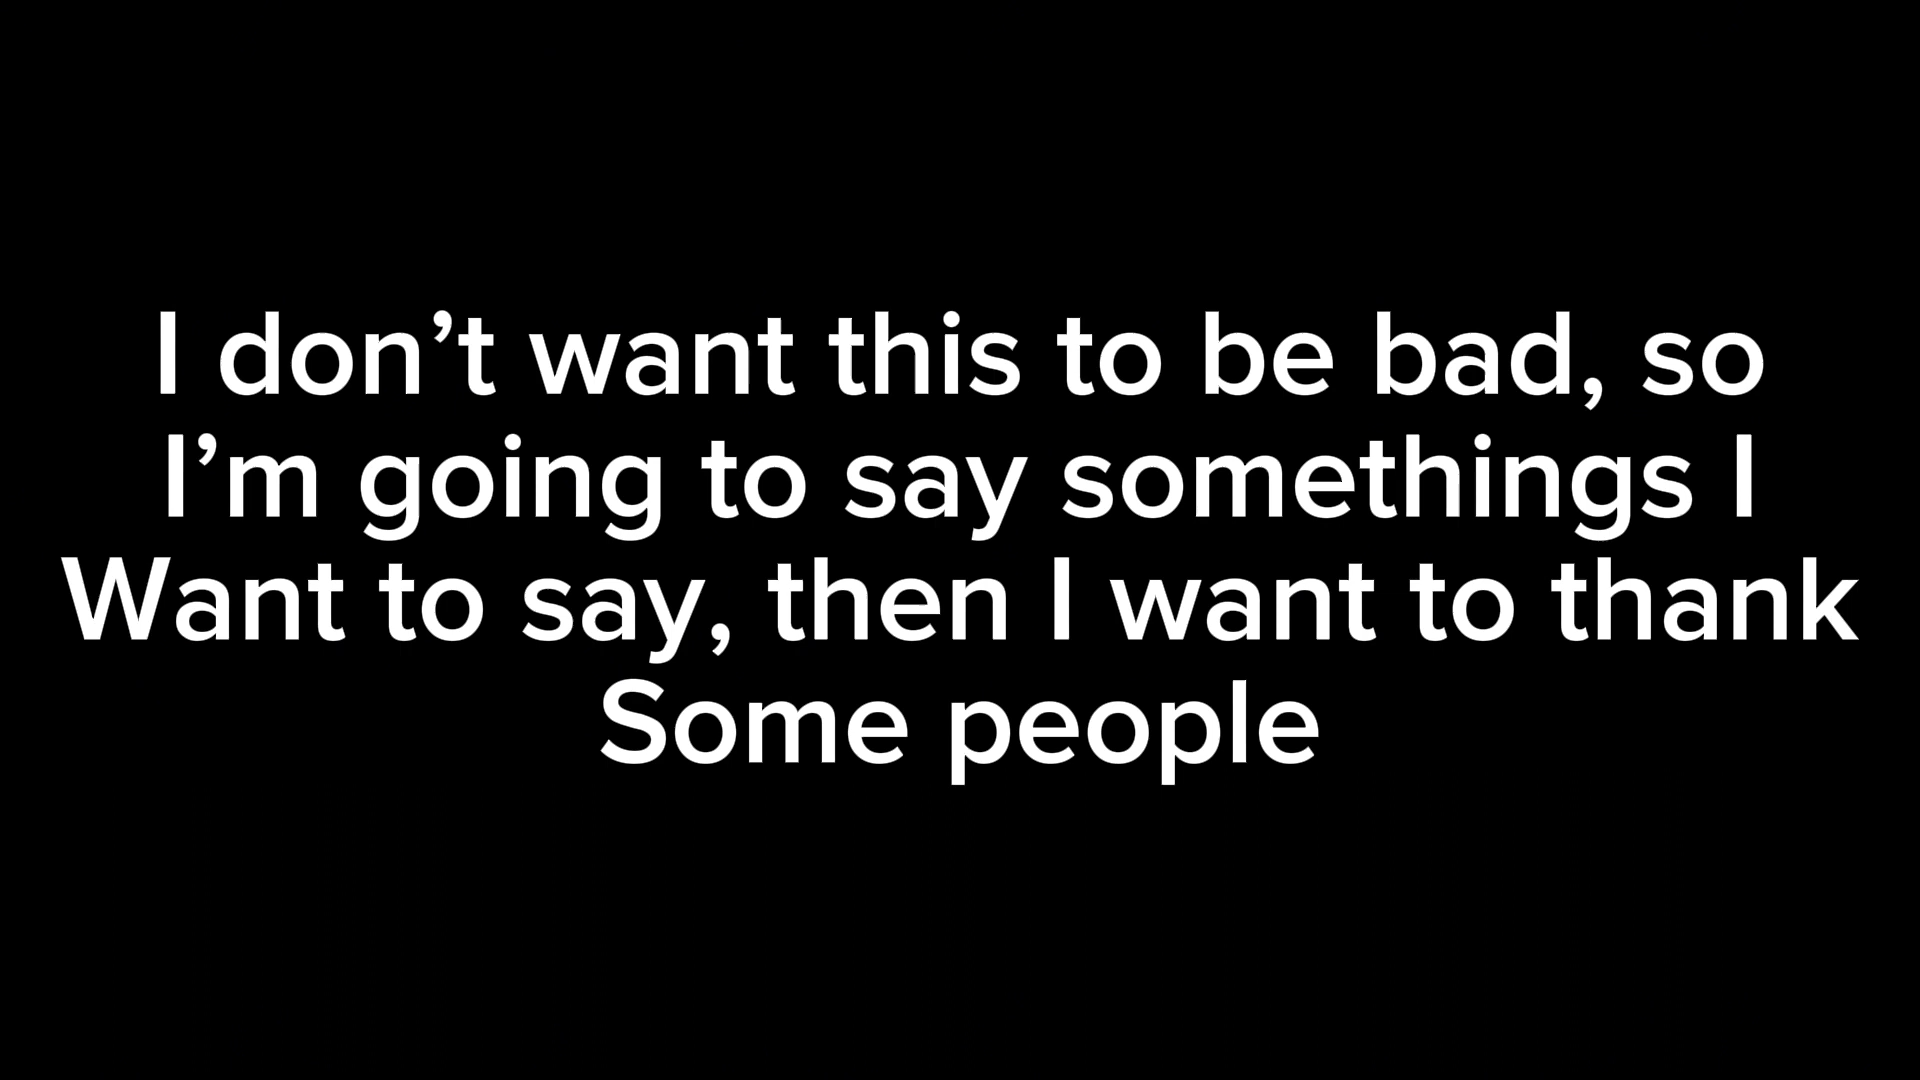 I don’t want this to be bad, so
I’m going to say somethings I
Want to say, then I want to thank
Some people